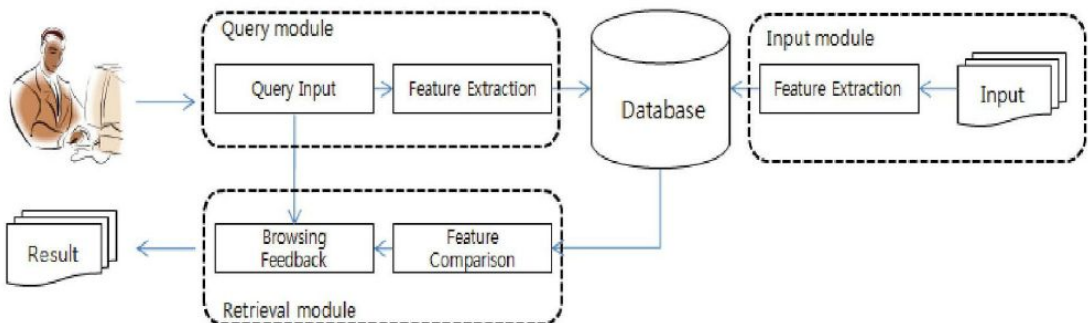 Query module
Query Input
Feature Extraction
Database
Input module
Feature Extraction
Input
Result
Browsing
Feedback
Feature
Comparison
Retrieval module